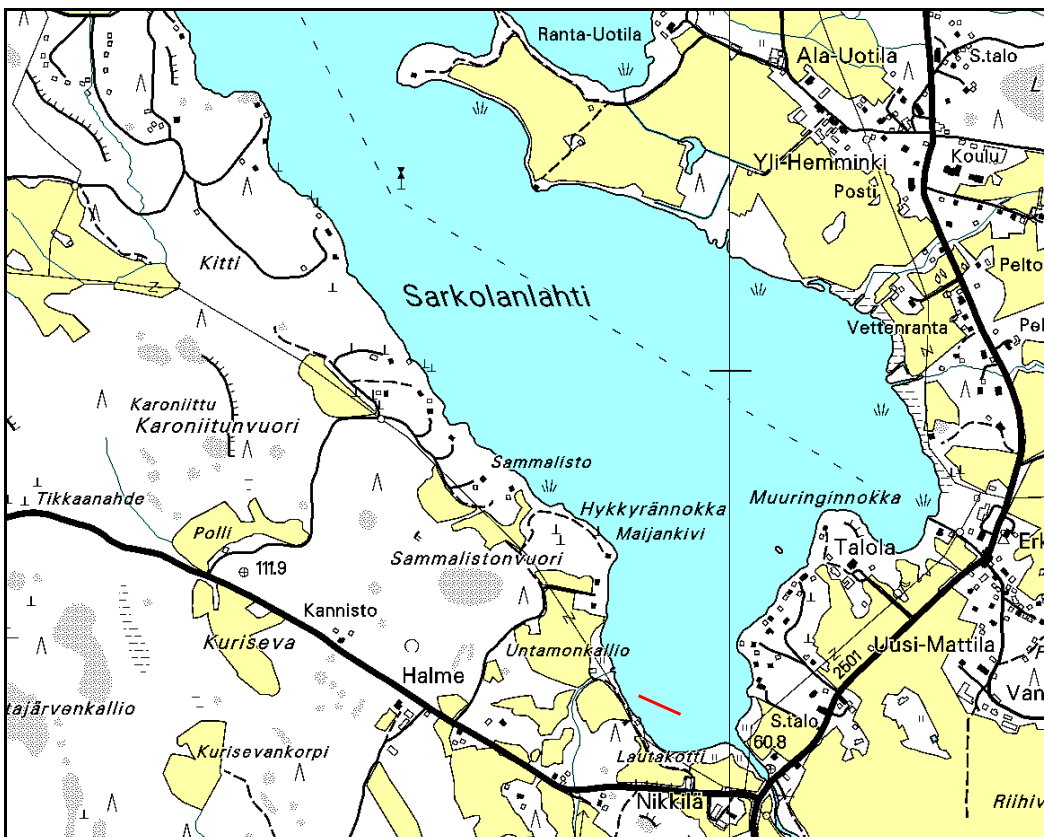 Ranta-Uotila
Ala-Uotila
S.talo
Yli-Hemminki
Koulu
Posti
Kitti
Pelto
Sarkolanlahti
Vettenranta
Pel
Karoniittu
Karoniitunvuori
Sammalisto
Tikkaanahde
Hykkyrännokka
Muuringinnokka
Maijankivi
Polli
Talola
Erk
Sammalistonvuori
111.9
Kannisto
Kuriseva
Untamonkallio
Uusi-Mattila
2501
Halme
Van
tajärvenkallio
S.talo
60.8
Kurisevankorpi
Lautakotti
Nikkilä
Riihiv